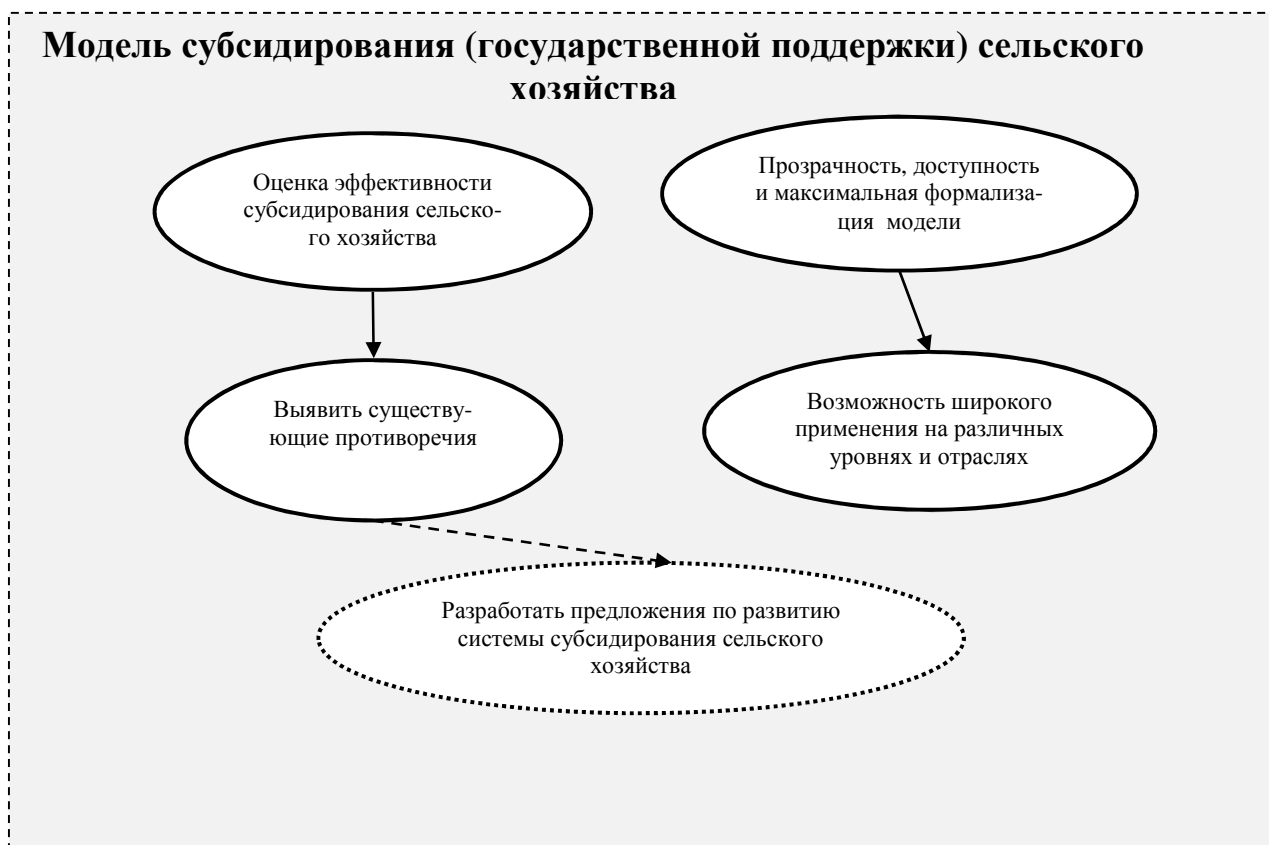 Модель субсидирования (государственной поддержки) сельского
хозяйства
Оценка эффективности
субсидирования сельско-
го хозяйства
Прозрачность, доступность
и максимальная формализа-
ция модели
Выявить существу-
ющие противоречия
Возможность широкого
применения на различных
уровнях и отраслях
Разработать предложения по развитию
системы субсидирования сельского
хозяйства